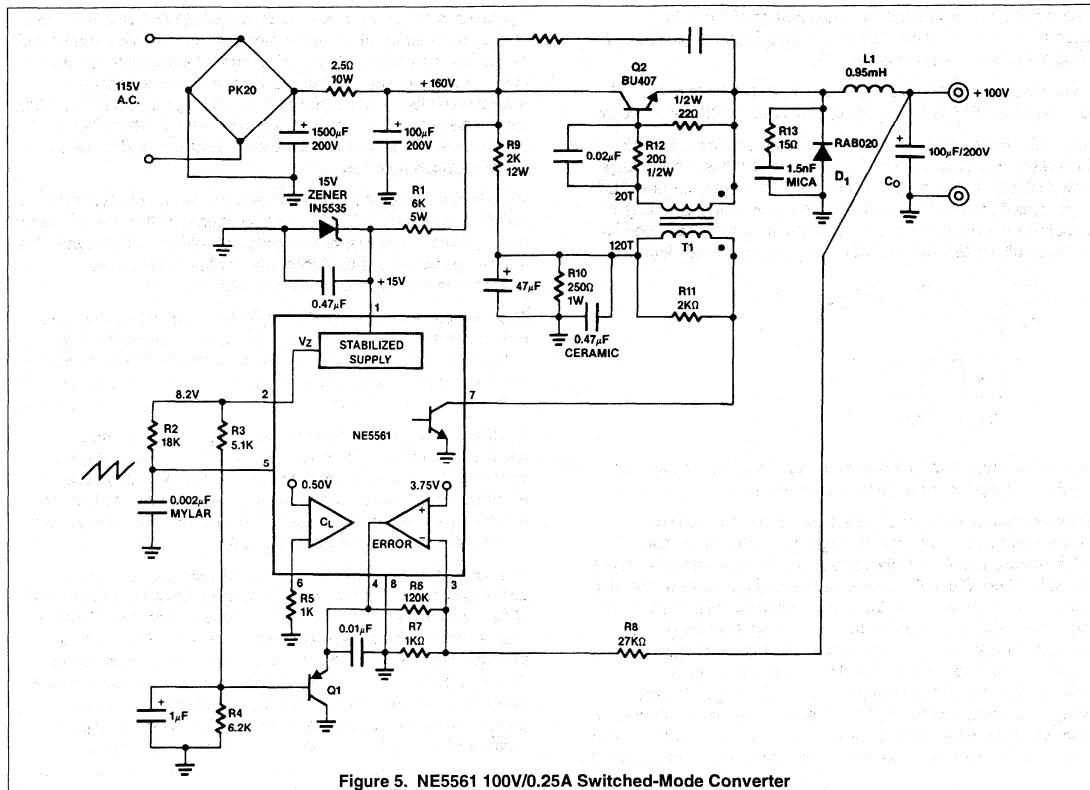 115V
A.C.
PK20
2.5Ω
10W
1500µF
200V
+
+160V
100µF
200V
+
Q2
BU407
1/2W
22Ω
0.02µF
R12
20Ω
1/2W
R9
2K
12W
R13
15Ω
1.5nF
MICA
RAB020
D1
L1
0.95mH
+100V
+
100µF/200V
CO
15V
ZENER
IN5535
R1
6K
5W
20T
120T
T1
0.47µF
+15V
47µF
+
R10
250Ω
1W
0.47µF
CERAMIC
R11
2KΩ
1
VZ
STABILIZED
SUPPLY
8.2V
2
7
R2
18K
R3
5.1K
NE5561
5
0.002µF
MYLAR
0.50V
CL
3.75V
+
−
ERROR
6
4
8
3
R5
1K
R6
120K
0.01µF
R7
1KΩ
R8
27KΩ
Q1
+
1µF
R4
6.2K
Figure 5. NE5561 100V/0.25A Switched-Mode Converter